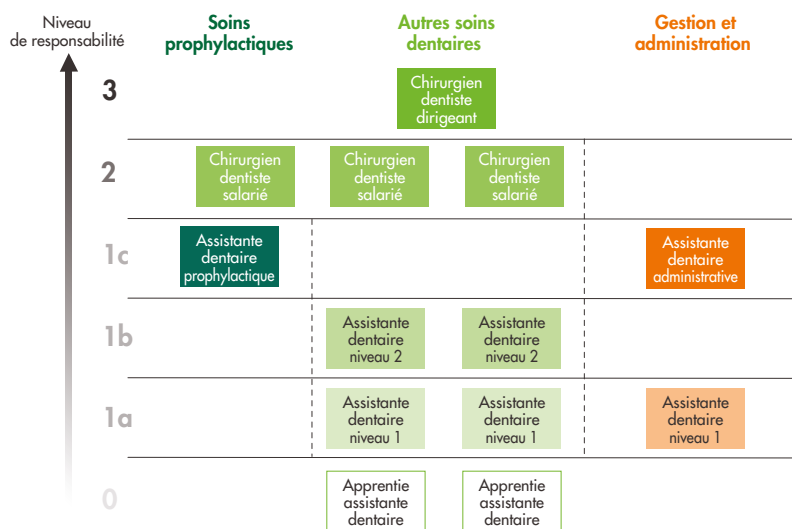 Niveau
de responsabilité
Soins
prophylactiques
Autres soins
dentaires
Gestion et
administration
3
Chirurgien
dentiste
dirigeant
2
Chirurgien
dentiste
salarié
Chirurgien
dentiste
salarié
Chirurgien
dentiste
salarié
1c
Assistante
dentaire
prophylactique
Assistante
dentaire
administrative
1b
Assistante
dentaire
niveau 2
Assistante
dentaire
niveau 2
1a
Assistante
dentaire
niveau 1
Assistante
dentaire
niveau 1
Assistante
dentaire
niveau 1
0
Apprentie
assistante
dentaire
Apprentie
assistante
dentaire